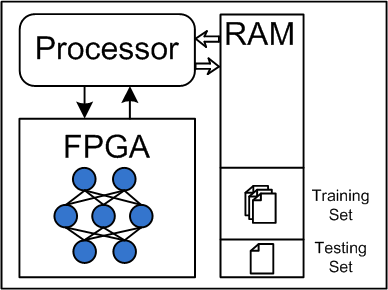 Processor
RAM
FPGA
Training
Set
Testing
Set